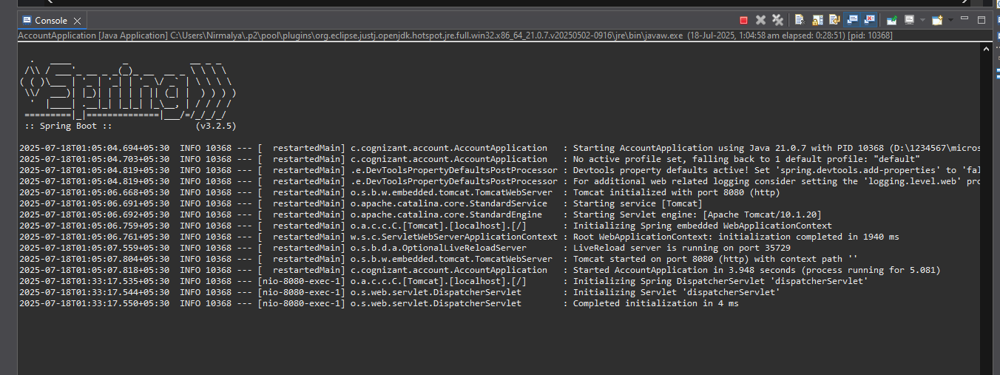 Console
AccountApplication [Java Application] C:\Users\Nirmalya\.p2\pool\plugins\org.eclipse.justj.openjdk.hotspot.jre.full.win32.x86_64_21.0.7.v20250502-0916\jre\bin\javaw.exe (18-Jul-2025, 1:04:58 am elapsed: 0:28:51) [pid: 10368]
  .   ____          _            __ _ _
 /\\ / ___'_ __ _ _(_)_ __  __ _ \ \ \ \
( ( )\___ | '_ | '_| | '_ \/ _` | \ \ \ \
 \\/  ___)| |_)| | | | | || (_| |  ) ) ) )
  '  |____| .__|_| |_|_| |_\__, | / / / /
 =========|_|==============|___/=/_/_/_/
 :: Spring Boot ::                (v3.2.5)
2025-07-18T01:05:04.694+05:30  INFO 10368 --- [  restartedMain] c.cognizant.account.AccountApplication   : Starting AccountApplication using Java 21.0.7 with PID 10368 (D:\1234567\micros
2025-07-18T01:05:04.703+05:30  INFO 10368 --- [  restartedMain] c.cognizant.account.AccountApplication   : No active profile set, falling back to 1 default profile: "default"
2025-07-18T01:05:04.819+05:30  INFO 10368 --- [  restartedMain] .e.DevToolsPropertyDefaultsPostProcessor : Devtools property defaults active! Set 'spring.devtools.add-properties' to 'fal
2025-07-18T01:05:04.819+05:30  INFO 10368 --- [  restartedMain] .e.DevToolsPropertyDefaultsPostProcessor : For additional web related logging consider setting the 'logging.level.web' pro
2025-07-18T01:05:06.668+05:30  INFO 10368 --- [  restartedMain] o.s.b.w.embedded.tomcat.TomcatWebServer  : Tomcat initialized with port 8080 (http)
2025-07-18T01:05:06.691+05:30  INFO 10368 --- [  restartedMain] o.apache.catalina.core.StandardService   : Starting service [Tomcat]
2025-07-18T01:05:06.692+05:30  INFO 10368 --- [  restartedMain] o.apache.catalina.core.StandardEngine    : Starting Servlet engine: [Apache Tomcat/10.1.20]
2025-07-18T01:05:06.759+05:30  INFO 10368 --- [  restartedMain] o.a.c.c.C.[Tomcat].[localhost].[/]       : Initializing Spring embedded WebApplicationContext
2025-07-18T01:05:06.761+05:30  INFO 10368 --- [  restartedMain] w.s.c.ServletWebServerApplicationContext : Root WebApplicationContext: initialization completed in 1940 ms
2025-07-18T01:05:07.559+05:30  INFO 10368 --- [  restartedMain] o.s.b.d.a.OptionalLiveReloadServer       : LiveReload server is running on port 35729
2025-07-18T01:05:07.804+05:30  INFO 10368 --- [  restartedMain] o.s.b.w.embedded.tomcat.TomcatWebServer  : Tomcat started on port 8080 (http) with context path ''
2025-07-18T01:05:07.818+05:30  INFO 10368 --- [  restartedMain] c.cognizant.account.AccountApplication   : Started AccountApplication in 3.948 seconds (process running for 5.081)
2025-07-18T01:33:17.535+05:30  INFO 10368 --- [nio-8080-exec-1] o.a.c.c.C.[Tomcat].[localhost].[/]       : Initializing Spring DispatcherServlet 'dispatcherServlet'
2025-07-18T01:33:17.544+05:30  INFO 10368 --- [nio-8080-exec-1] o.s.web.servlet.DispatcherServlet        : Initializing Servlet 'dispatcherServlet'
2025-07-18T01:33:17.550+05:30  INFO 10368 --- [nio-8080-exec-1] o.s.web.servlet.DispatcherServlet        : Completed initialization in 4 ms